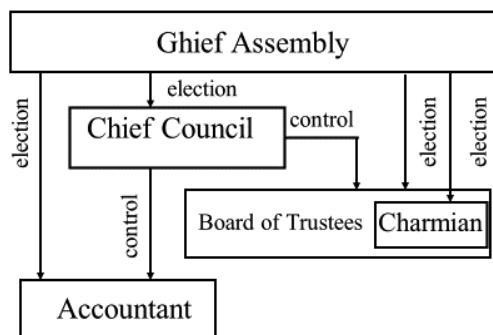 Ghief Assembly
election
election
Chief Council
control
election
election
control
Board of Trustees
Charmian
Accountant